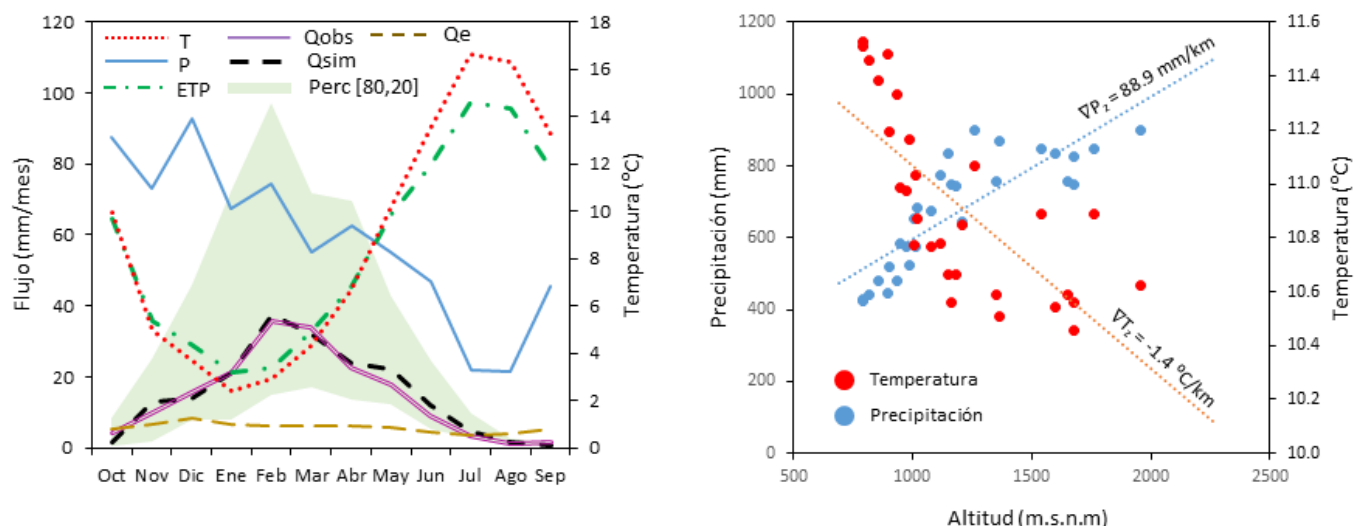 120
100
80
60
40
20
0
Flujo (mm/mes)
T
Qobs
Qe
P
Qsim
ETP
Perc [80,20]
18
16
14
12
10
8
6
4
2
0
Temperatura (°C)
Oct Nov Dic Ene Feb Mar Abr May Jun Jul Ago Sep
1200
1000
800
600
400
200
0
Precipitación (mm)
∇P_z = 88.9 mm/km
∇T_z = -1.4 °C/km
Temperatura
Precipitación
11.6
11.4
11.2
11.0
10.8
10.6
10.4
10.2
10.0
Temperatura (°C)
500 1000 1500 2000 2500
Altitud (m.s.n.m)